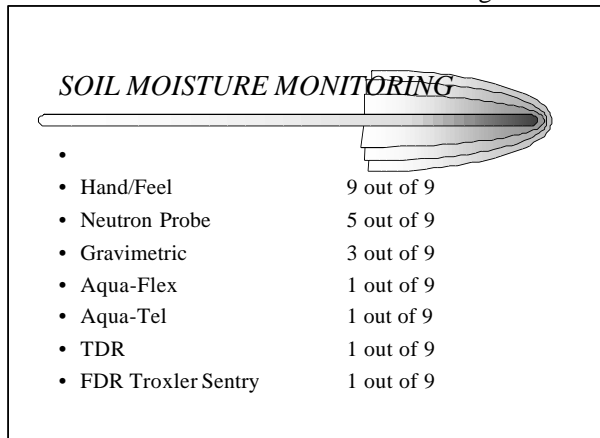 SOIL MOISTURE MONITORING
•
• Hand/Feel 9 out of 9
• Neutron Probe 5 out of 9
• Gravimetric 3 out of 9
• Aqua-Flex 1 out of 9
• Aqua-Tel 1 out of 9
• TDR 1 out of 9
• FDR Troxler Sentry 1 out of 9